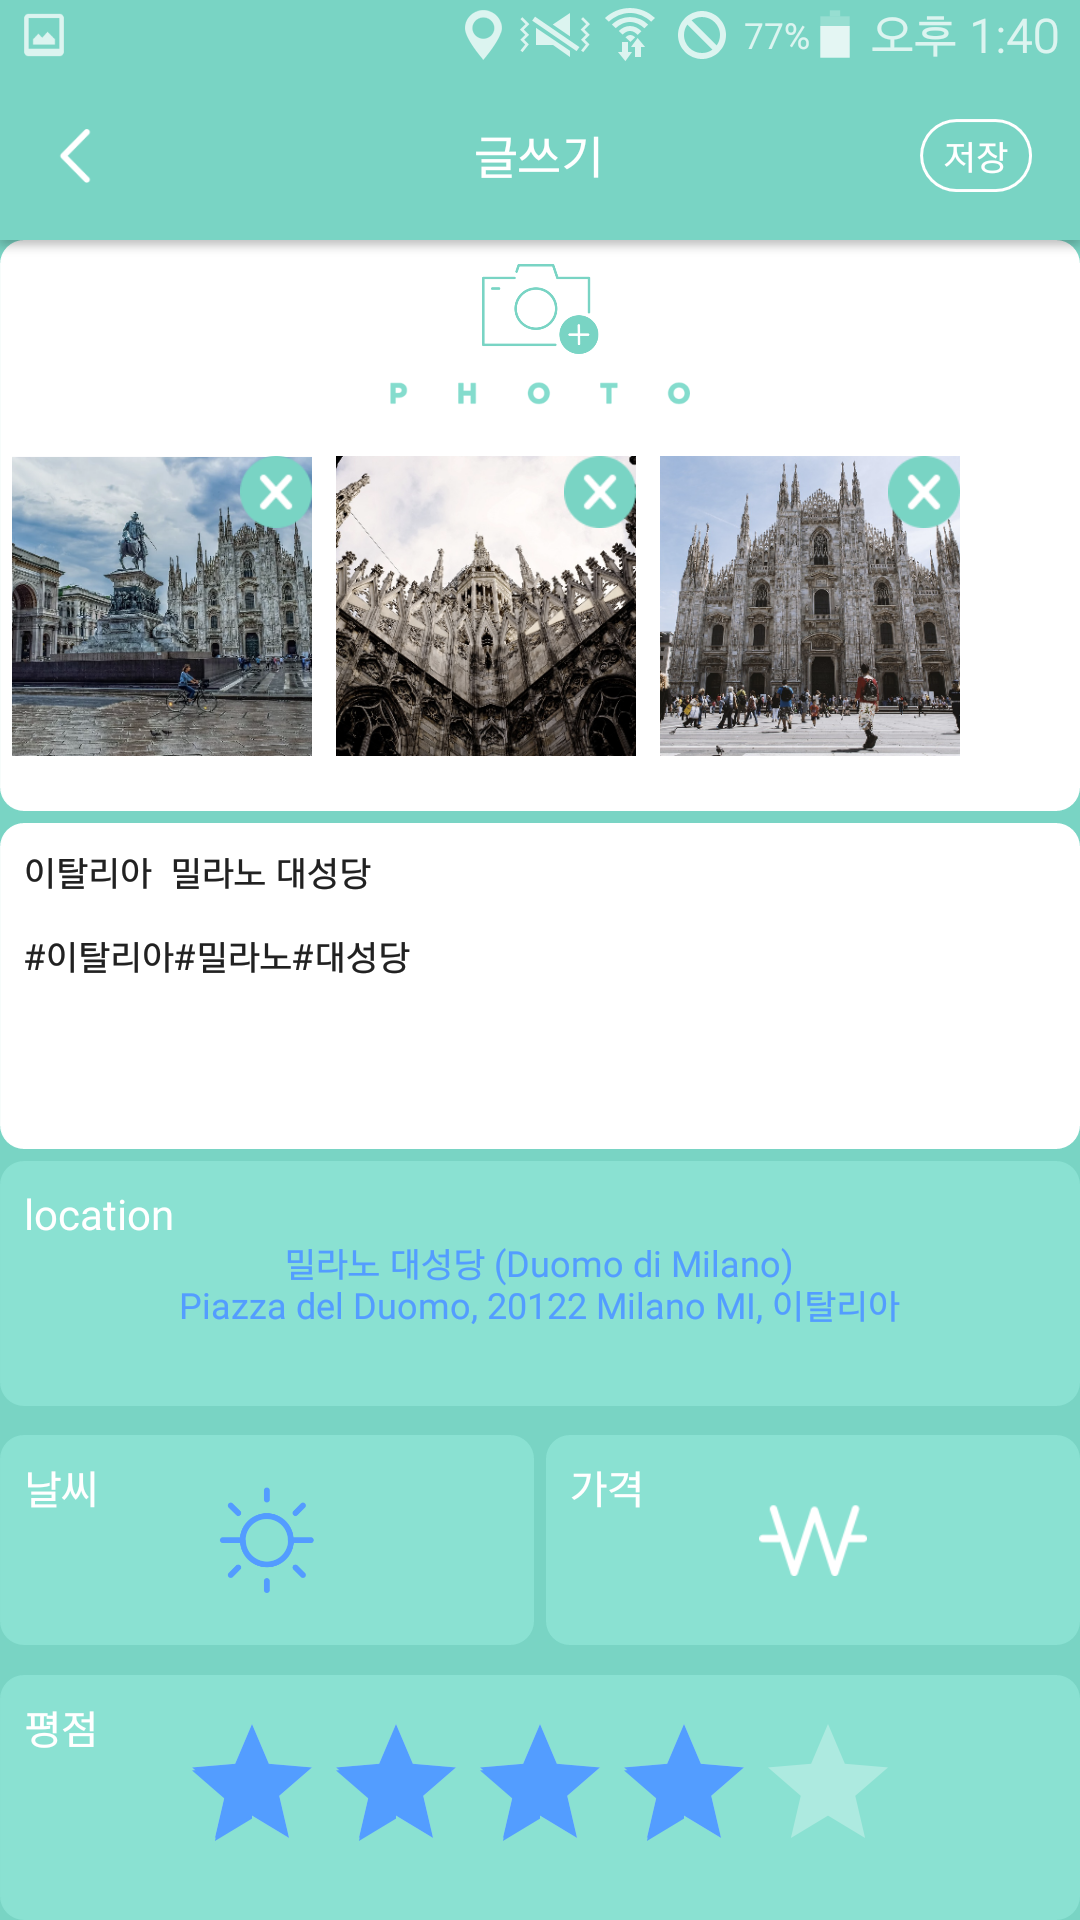 77% 오후 1:40
글쓰기
저장
PHOTO
이탈리아  밀라노 대성당
#이탈리아#밀라노#대성당
location
밀라노 대성당 (Duomo di Milano)
Piazza del Duomo, 20122 Milano MI, 이탈리아
날씨
가격
평점